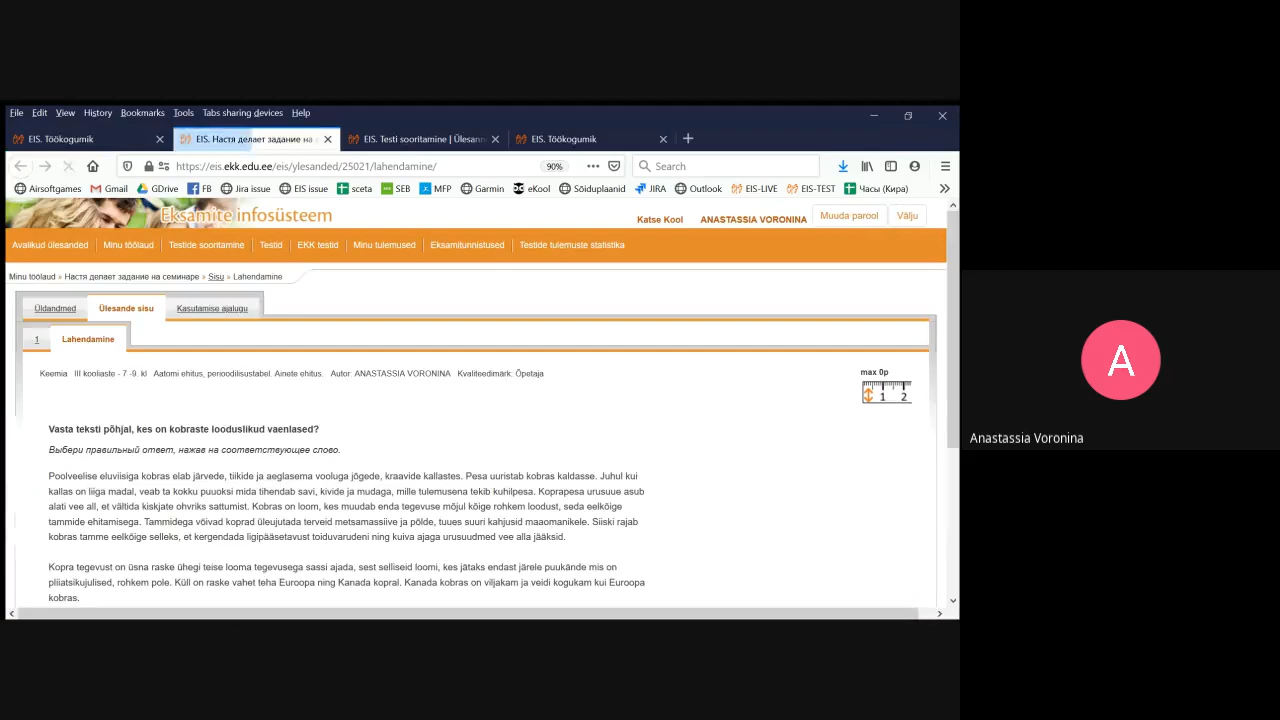 File Edit View History Bookmarks Tools Tabs sharing devices Help
EIS. Töökogumik
EIS. Настя делает задание на
EIS. Testi sooritamine | Ülesann
EIS. Töökogumik
https://eis.ekk.edu.ee/eis/ylesanded/25021/lahendamine/
90%
Search
Airsoftgames Gmail GDrive FB Jira issue EIS issue sceta SEB MFP Garmin eKool Sõiduplaanid JIRA Outlook EIS-LIVE EIS-TEST Часы (Кира)
Eksamite infosüsteem
Katse Kool ANASTASSIA VORONINA Muuda parool Välju
Avalikud ülesanded Minu töölaud Testide sooritamine Testid EKK testid Minu tulemused Eksamitunnistused Testide tulemuste statistika
Minu töölaud » Настя делает задание на семинаре » Sisu » Lahendamine
Üldandmed Ülesande sisu Kasutamise ajalugu
1 Lahendamine
Keemia III kooliaste - 7 -9. kl Aatomi ehitus, perioodilisustabel. Ainete ehitus. Autor: ANASTASSIA VORONINA Kvaliteedimärk: Õpetaja
max 0p
1 2
Vasta teksti põhjal, kes on kobraste looduslikud vaenlased?
Выбери правильный ответ, нажав на соответствующее слово.
Poolveelise eluviisiga kobras elab järvede, tiikide ja aeglasema vooluga jõgede, kraavide kallastes. Pesa uuristab kobras kaldasse. Juhul kui
kallas on liiga madal, veab ta kokku puuoksi mida tihendab savi, kivide ja mudaga, mille tulemusena tekib kuhilpesa. Koprapesa urusuue asub
alati vee all, et vältida kiskjate ohvriks sattumist. Kobras on loom, kes muudab enda tegevuse mõjul kõige rohkem loodust, seda eelkõige
tammide ehitamisega. Tammidega võivad koprad üleujutada terveid metsamassiive ja põlde, tuues suuri kahjusid maaomanikele. Siiski rajab
kobras tamme eelkõige selleks, et kergendada ligipääsetavust toiduvarudeni ning kuiva ajaga urusuudmed vee alla jääksid.
Kopra tegevust on üsna raske ühegi teise looma tegevusega sassi ajada, sest selliseid loomi, kes jätaks endast järele puukände mis on
pliiatsikujulised, rohkem pole. Küll on raske vahet teha Euroopa ning Kanada kopral. Kanada kobras on viljakam ja veidi kogukam kui Euroopa
kobras.
A
Anastassia Voronina